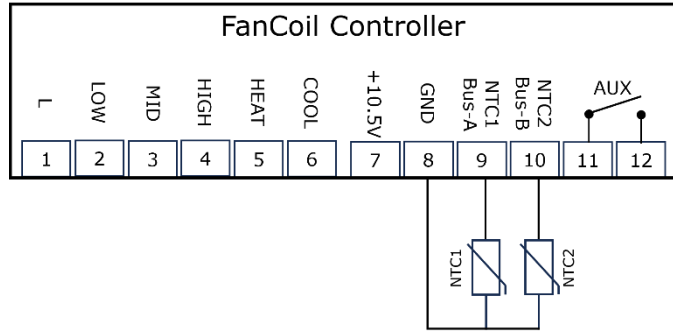 FanCoil Controller
L
LOW
MID
HIGH
HEAT
COOL
+10.5V
GND
NTC1
Bus-A
NTC2
Bus-B
AUX
1 2 3 4 5 6 7 8 9 10 11 12
NTC1
NTC2